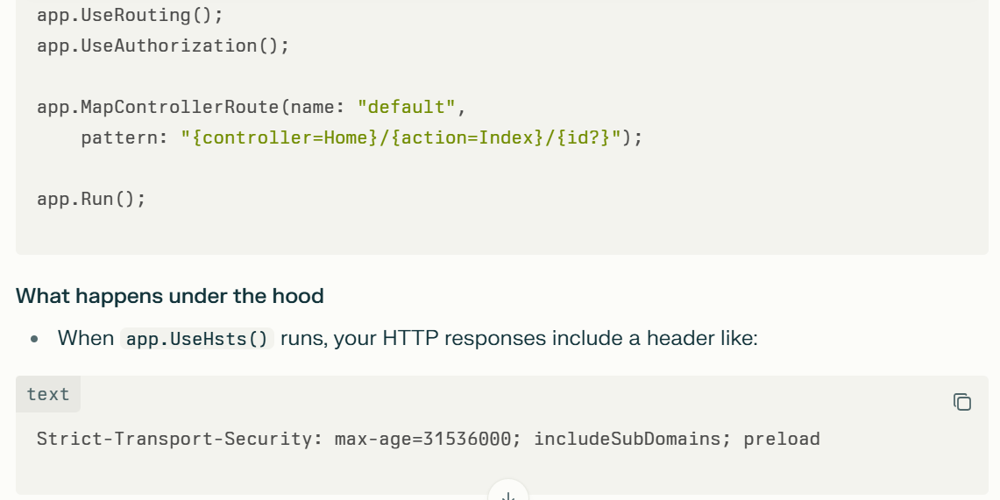 app.UseRouting();
app.UseAuthorization();
app.MapControllerRoute(name: "default",
    pattern: "{controller=Home}/{action=Index}/{id?}");
app.Run();
What happens under the hood
• When app.UseHsts() runs, your HTTP responses include a header like:
text
Strict-Transport-Security: max-age=31536000; includeSubDomains; preload